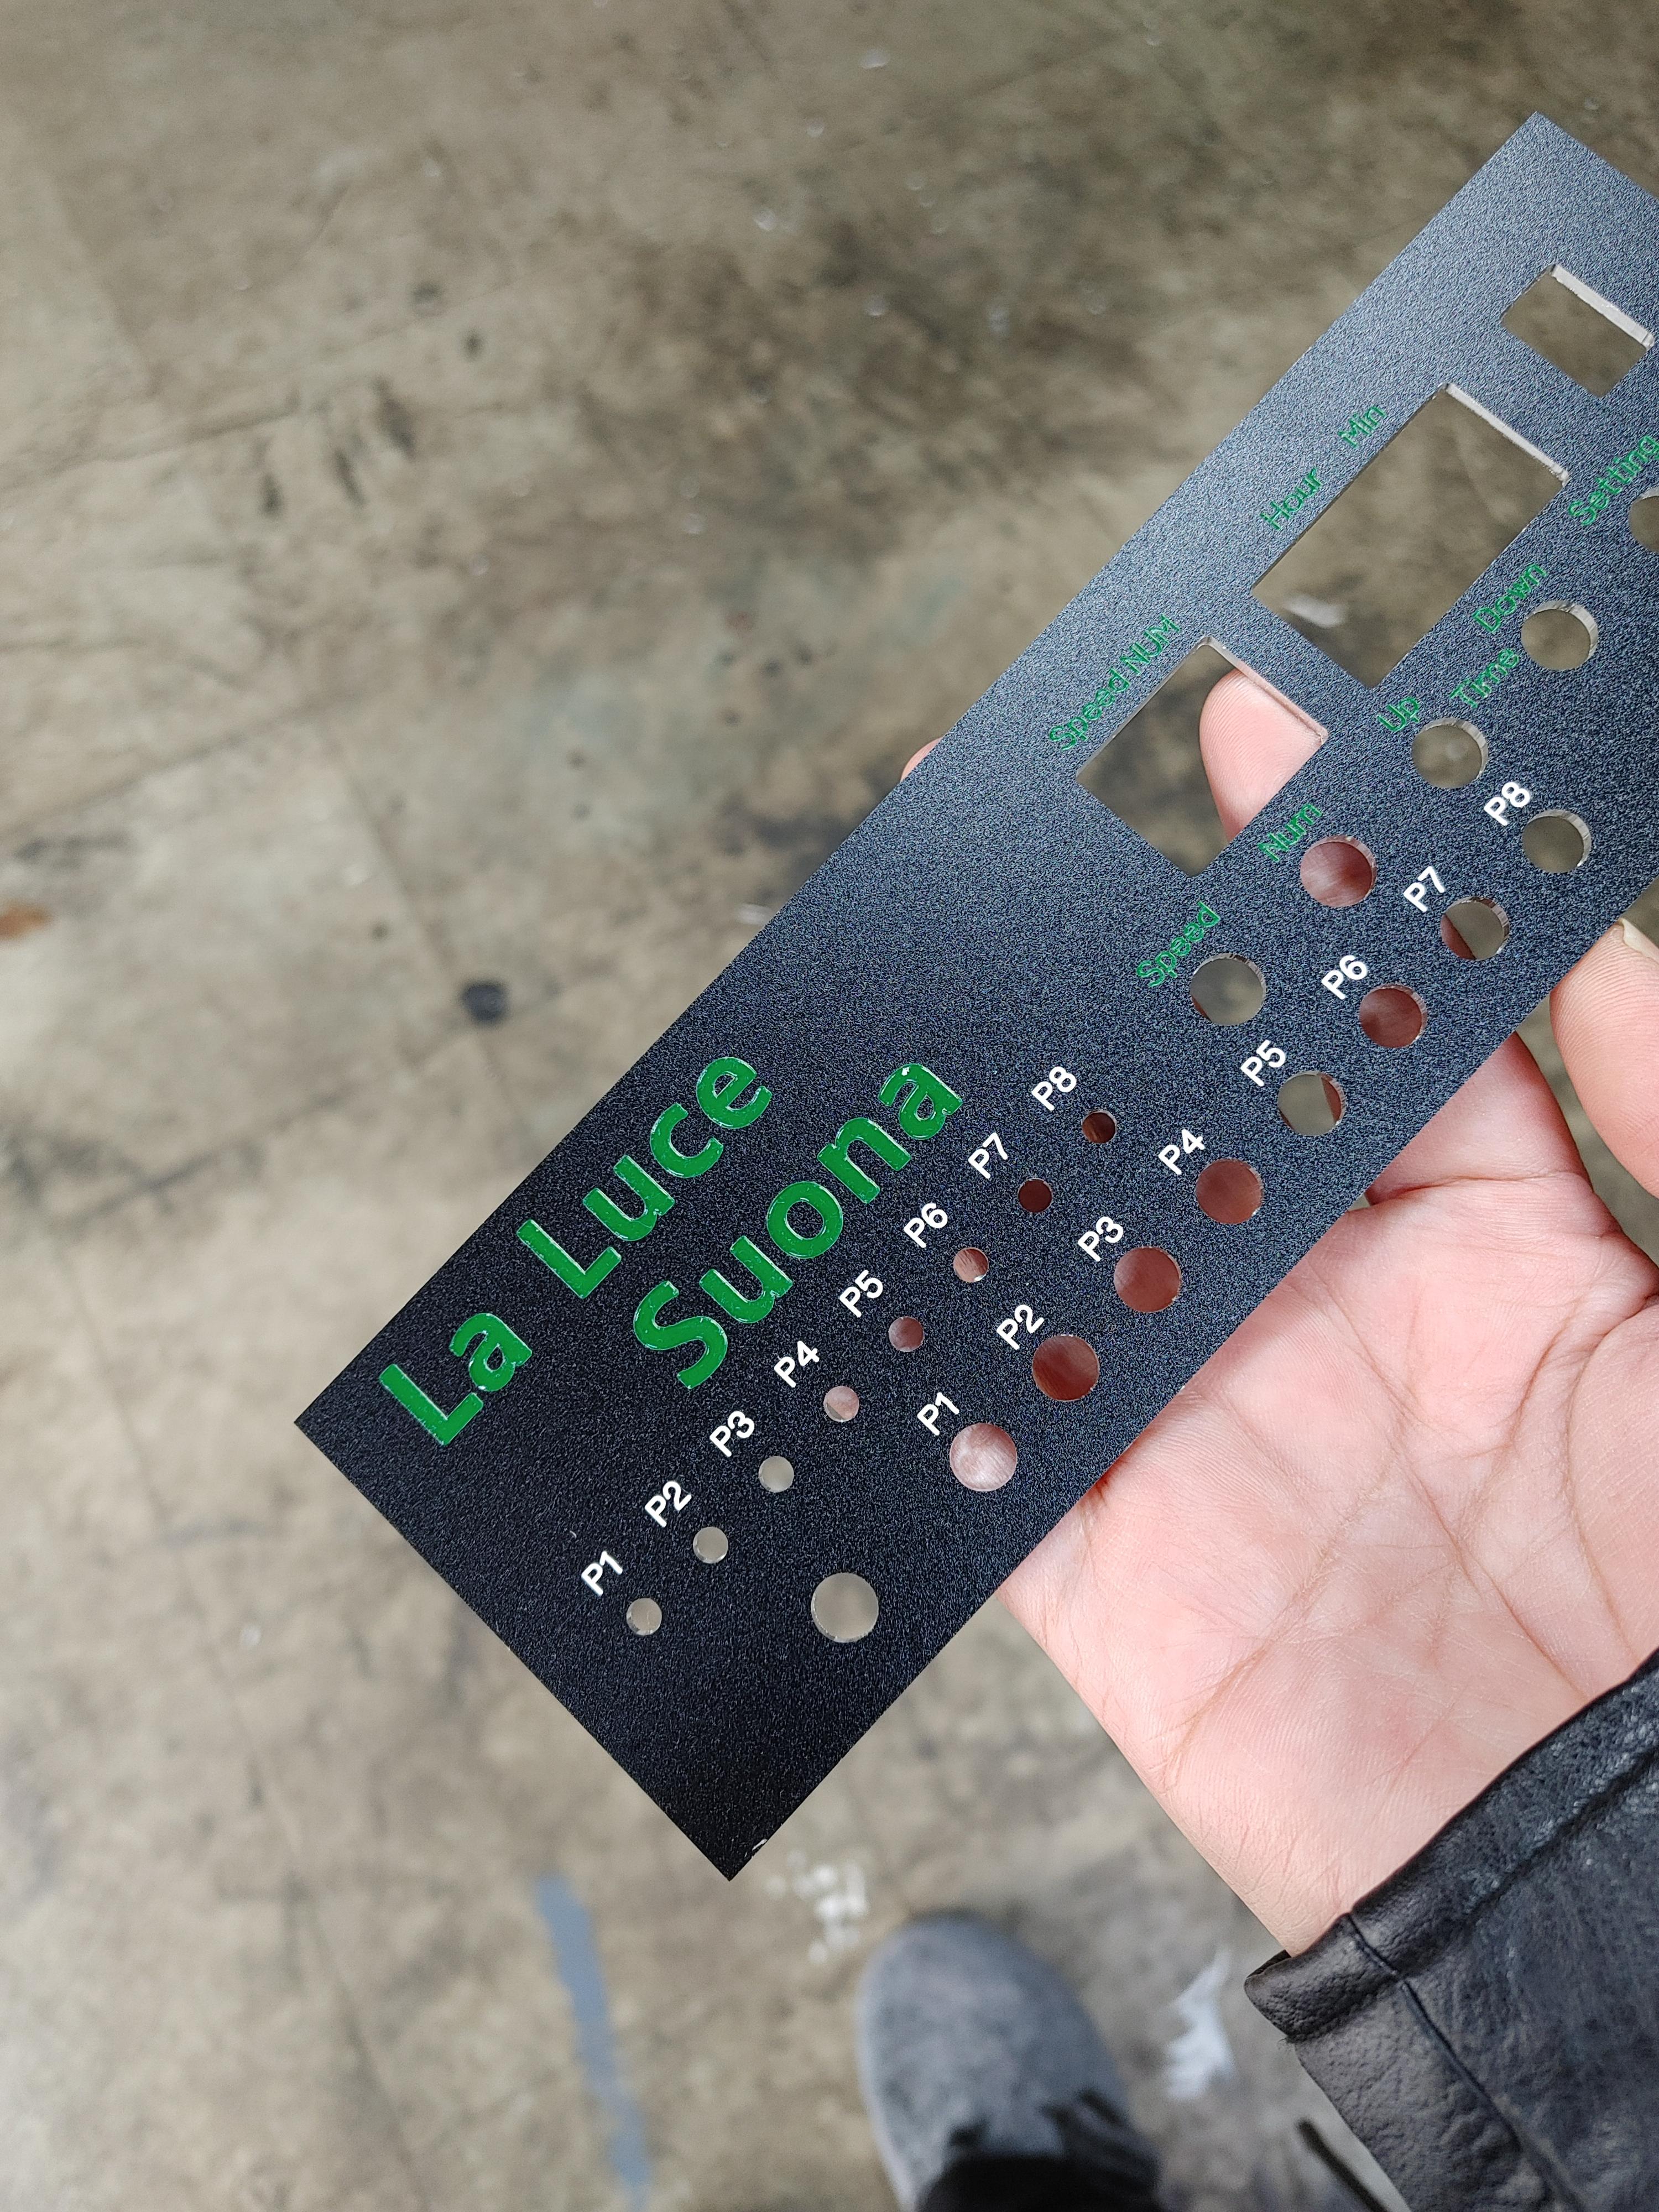 La Luce
Suona
Speed NUM
Hour Min
Speed Num Up Time Down Setting
P1 P2 P3 P4 P5 P6 P7 P8
P1 P2 P3 P4 P5 P6 P7 P8